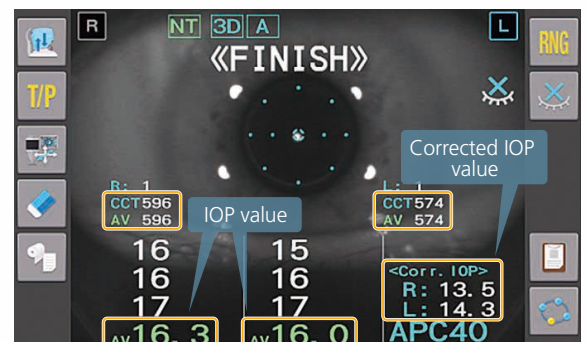 R NT 3D A L RNG
《FINISH》
T/P
Corrected IOP
value
R: 1 L: 1
CCT596 CCT574
AV 596 AV 574
IOP value
16 15
16 16
17 17
<Corr. IOP>
R: 13.5
L: 14.3
AV16.3 AV16.0 APC40